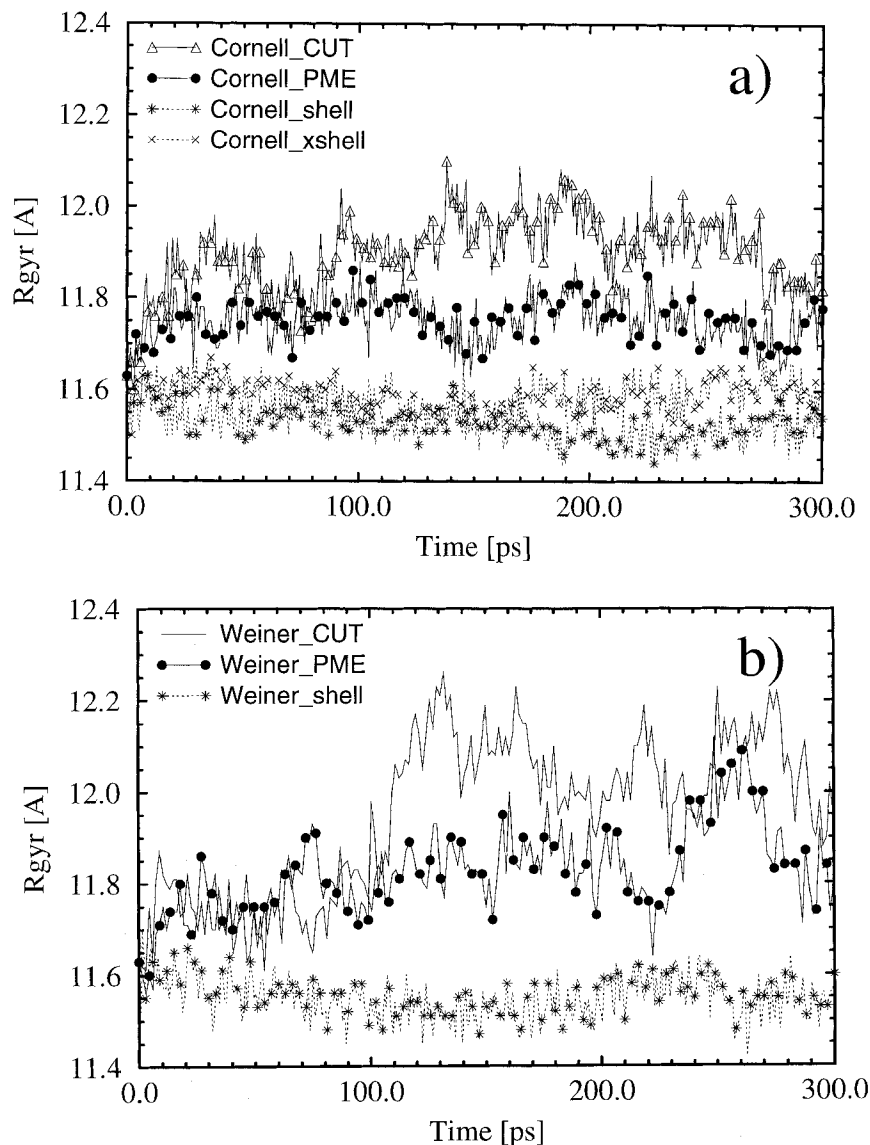 12.4
Cornell_CUT
Cornell_PME
Cornell_shell
Cornell_xshell
a)
12.2
12.0
11.8
11.6
11.4
Rgyr [A]
0.0
100.0
200.0
300.0
Time [ps]
12.4
Weiner_CUT
Weiner_PME
Weiner_shell
b)
12.2
12.0
11.8
11.6
11.4
Rgyr [A]
0.0
100.0
200.0
300.0
Time [ps]